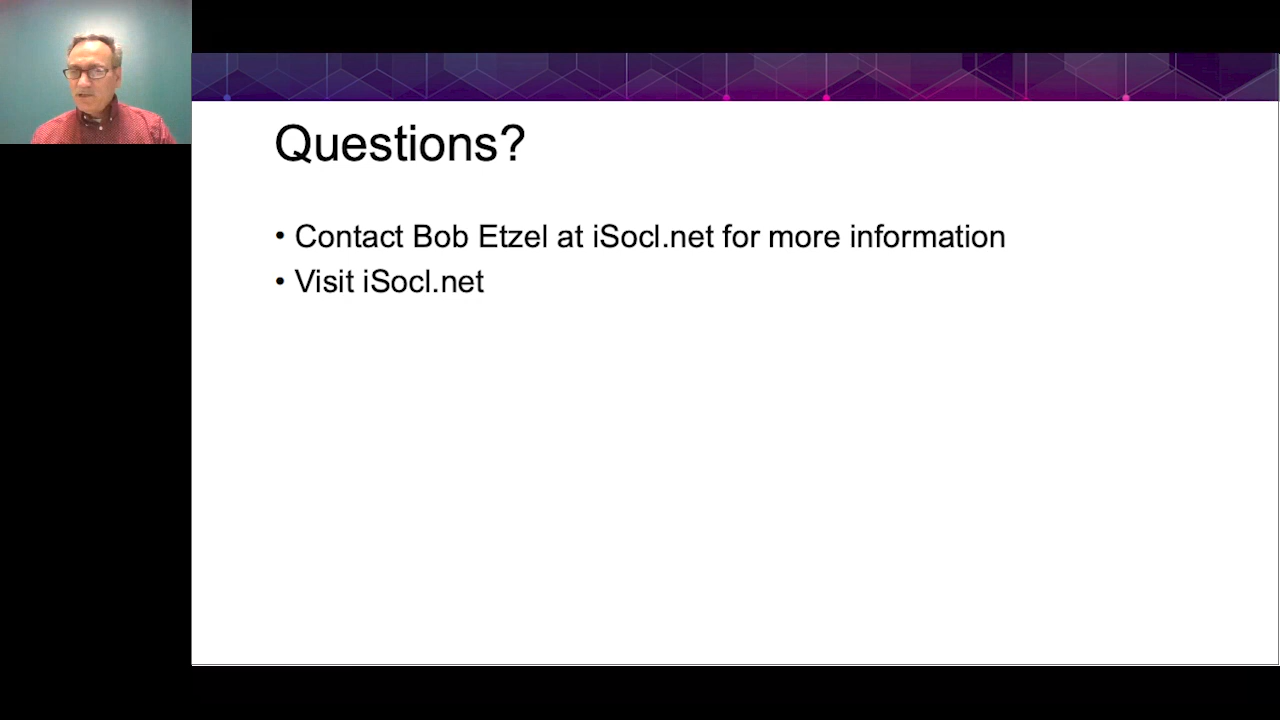 Questions?
• Contact Bob Etzel at iSocl.net for more information
• Visit iSocl.net